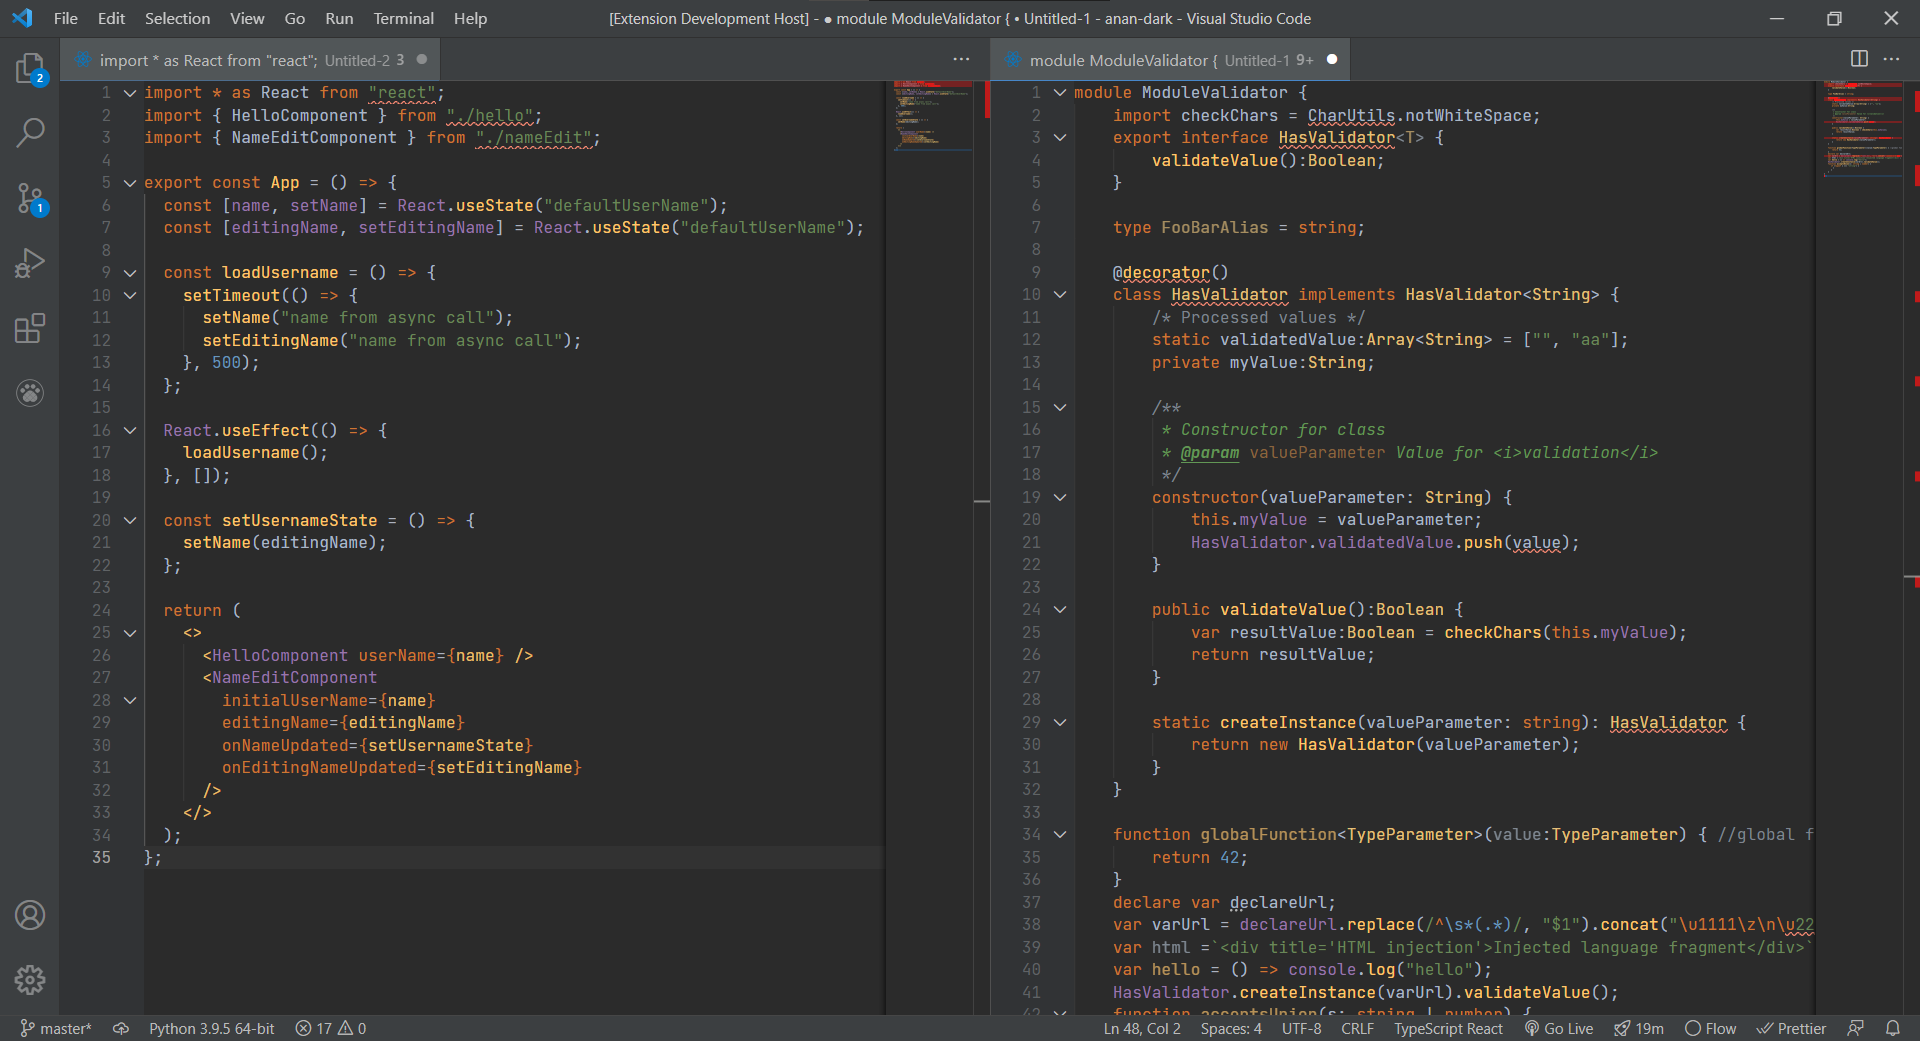 File Edit Selection View Go Run Terminal Help
[Extension Development Host] - ● module ModuleValidator { • Untitled-1 - anan-dark - Visual Studio Code
import * as React from "react"; Untitled-2 3
module ModuleValidator { Untitled-1 9+
2
1
1 import * as React from "react";
2 import { HelloComponent } from "./hello";
3 import { NameEditComponent } from "./nameEdit";
4
5 export const App = () => {
6 const [name, setName] = React.useState("defaultUserName");
7 const [editingName, setEditingName] = React.useState("defaultUserName");
8
9 const loadUsername = () => {
10 setTimeout(() => {
11 setName("name from async call");
12 setEditingName("name from async call");
13 }, 500);
14 };
15
16 React.useEffect(() => {
17 loadUsername();
18 }, []);
19
20 const setUsernameState = () => {
21 setName(editingName);
22 };
23
24 return (
25 <>
26 <HelloComponent userName={name} />
27 <NameEditComponent
28 initialUserName={name}
29 editingName={editingName}
30 onNameUpdated={setUsernameState}
31 onEditingNameUpdated={setEditingName}
32 />
33 </>
34 );
35 };
1 module ModuleValidator {
2 import checkChars = CharUtils.notWhiteSpace;
3 export interface HasValidator<T> {
4 validateValue():Boolean;
5 }
6
7 type FooBarAlias = string;
8
9 @decorator()
10 class HasValidator implements HasValidator<String> {
11 /* Processed values */
12 static validatedValue:Array<String> = ["", "aa"];
13 private myValue:String;
14
15 /**
16 * Constructor for class
17 * @param valueParameter Value for <i>validation</i>
18 */
19 constructor(valueParameter: String) {
20 this.myValue = valueParameter;
21 HasValidator.validatedValue.push(value);
22 }
23
24 public validateValue():Boolean {
25 var resultValue:Boolean = checkChars(this.myValue);
26 return resultValue;
27 }
28
29 static createInstance(valueParameter: string): HasValidator {
30 return new HasValidator(valueParameter);
31 }
32 }
33
34 function globalFunction<TypeParameter>(value:TypeParameter) { //global f
35 return 42;
36 }
37 declare var declareUrl;
38 var varUrl = declareUrl.replace(/^\s*(.*)/, "$1").concat("\u1111\z\n\u22
39 var html =`<div title='HTML injection'>Injected language fragment</div>`
40 var hello = () => console.log("hello");
41 HasValidator.createInstance(varUrl).validateValue();
42 function acceptsUnion(s: string | number) {
master* Python 3.9.5 64-bit 17 0
Ln 48, Col 2 Spaces: 4 UTF-8 CRLF TypeScript React Go Live 19m Flow Prettier